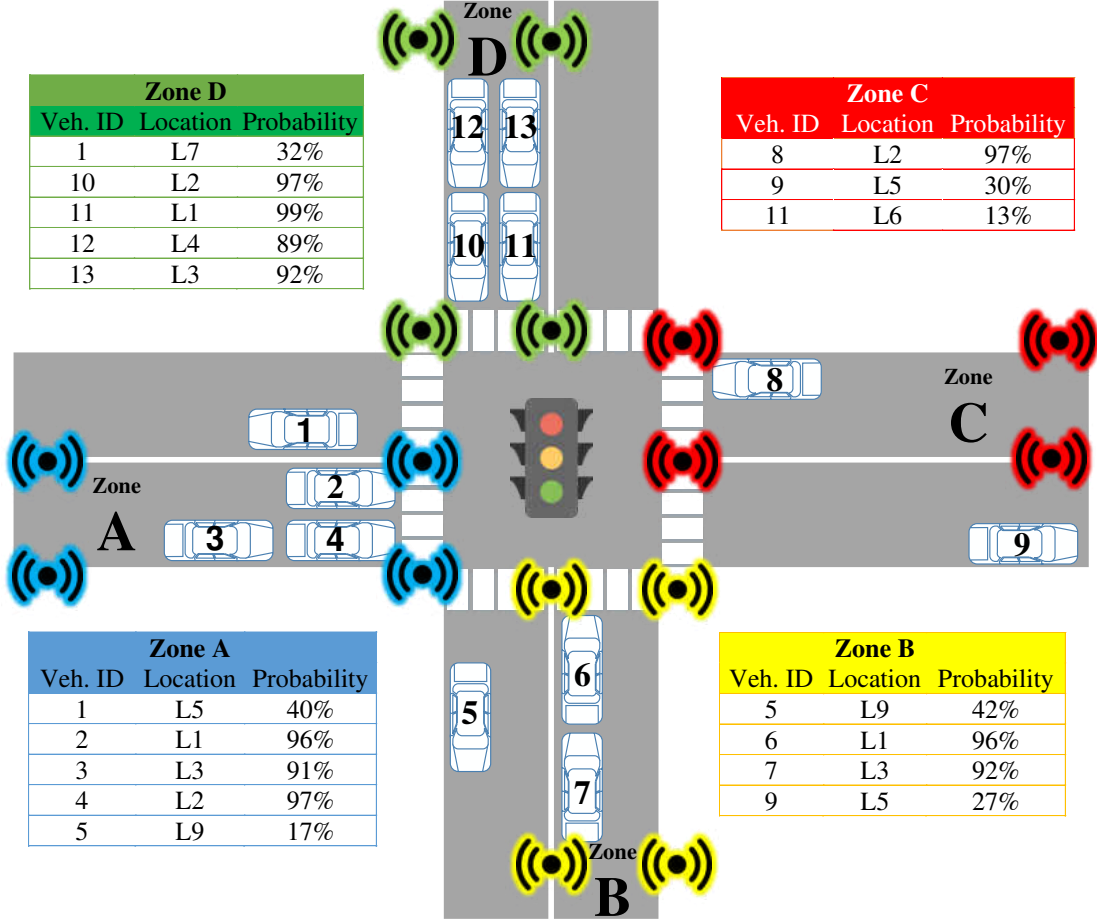 Zone
D
Zone D
Veh. ID Location Probability
1 L7 32%
10 L2 97%
11 L1 99%
12 L4 89%
13 L3 92%
Zone C
Veh. ID Location Probability
8 L2 97%
9 L5 30%
11 L6 13%
12 13
10 11
8
Zone
C
1
2
Zone
A
3 4
9
6
5
7
Zone
B
Zone A
Veh. ID Location Probability
1 L5 40%
2 L1 96%
3 L3 91%
4 L2 97%
5 L9 17%
Zone B
Veh. ID Location Probability
5 L9 42%
6 L1 96%
7 L3 92%
9 L5 27%